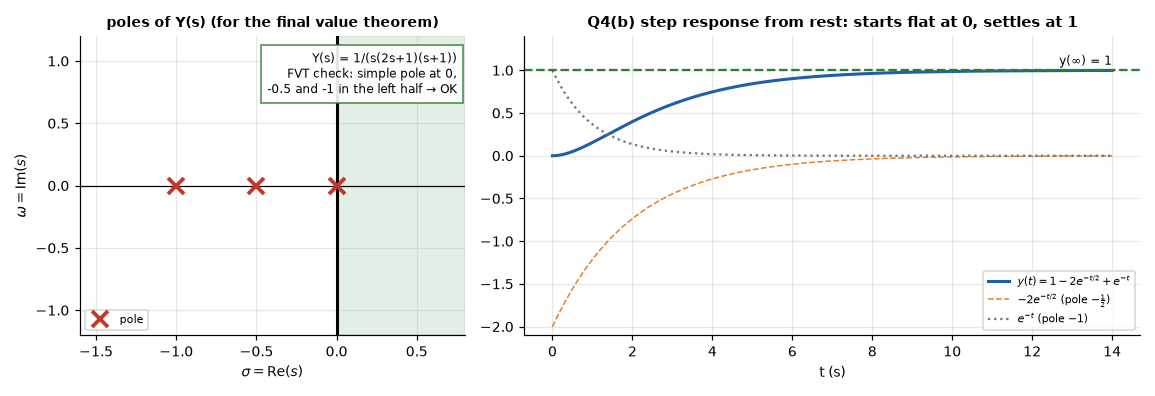 poles of Y(s) (for the final value theorem)
Y(s) = 1/(s(2s+1)(s+1))
FVT check: simple pole at 0,
-0.5 and -1 in the left half → OK
1.0
0.5
0.0
−0.5
−1.0
ω = Im(s)
pole
−1.5
−1.0
−0.5
0.0
0.5
σ = Re(s)
Q4(b) step response from rest: starts flat at 0, settles at 1
y(∞) = 1
1.0
0.5
0.0
−0.5
−1.0
−1.5
−2.0
y(t) = 1 − 2e^{−t/2} + e^{−t}
−2e^{−t/2} (pole −½)
e^{−t} (pole −1)
0
2
4
6
8
10
12
14
t (s)